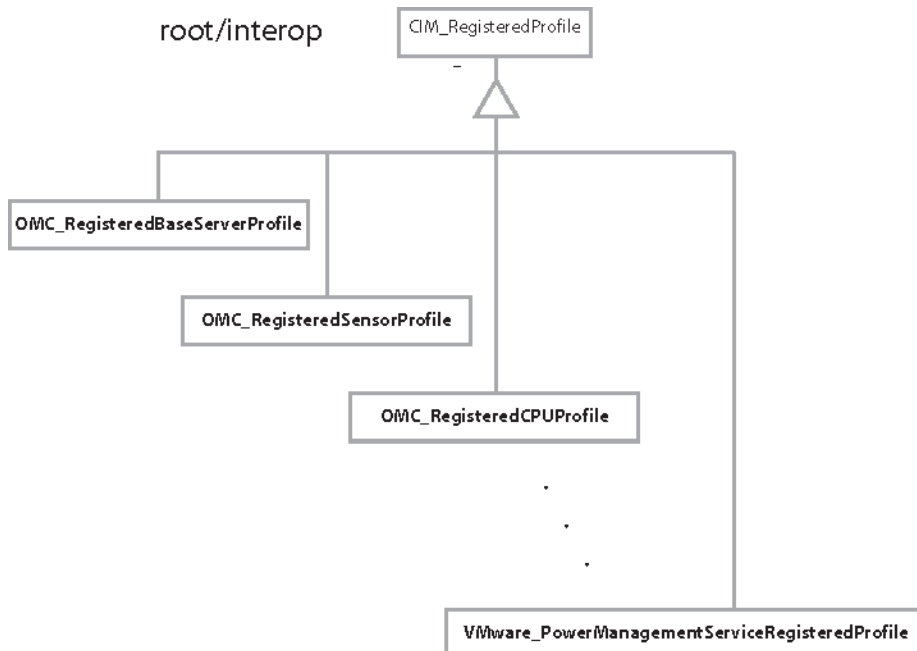 root/interop
CIM_RegisteredProfile
OMC_RegisteredBaseServerProfile
OMC_RegisteredSensorProfile
OMC_RegisteredCPUProfile
VMware_PowerManagementServiceRegisteredProfile